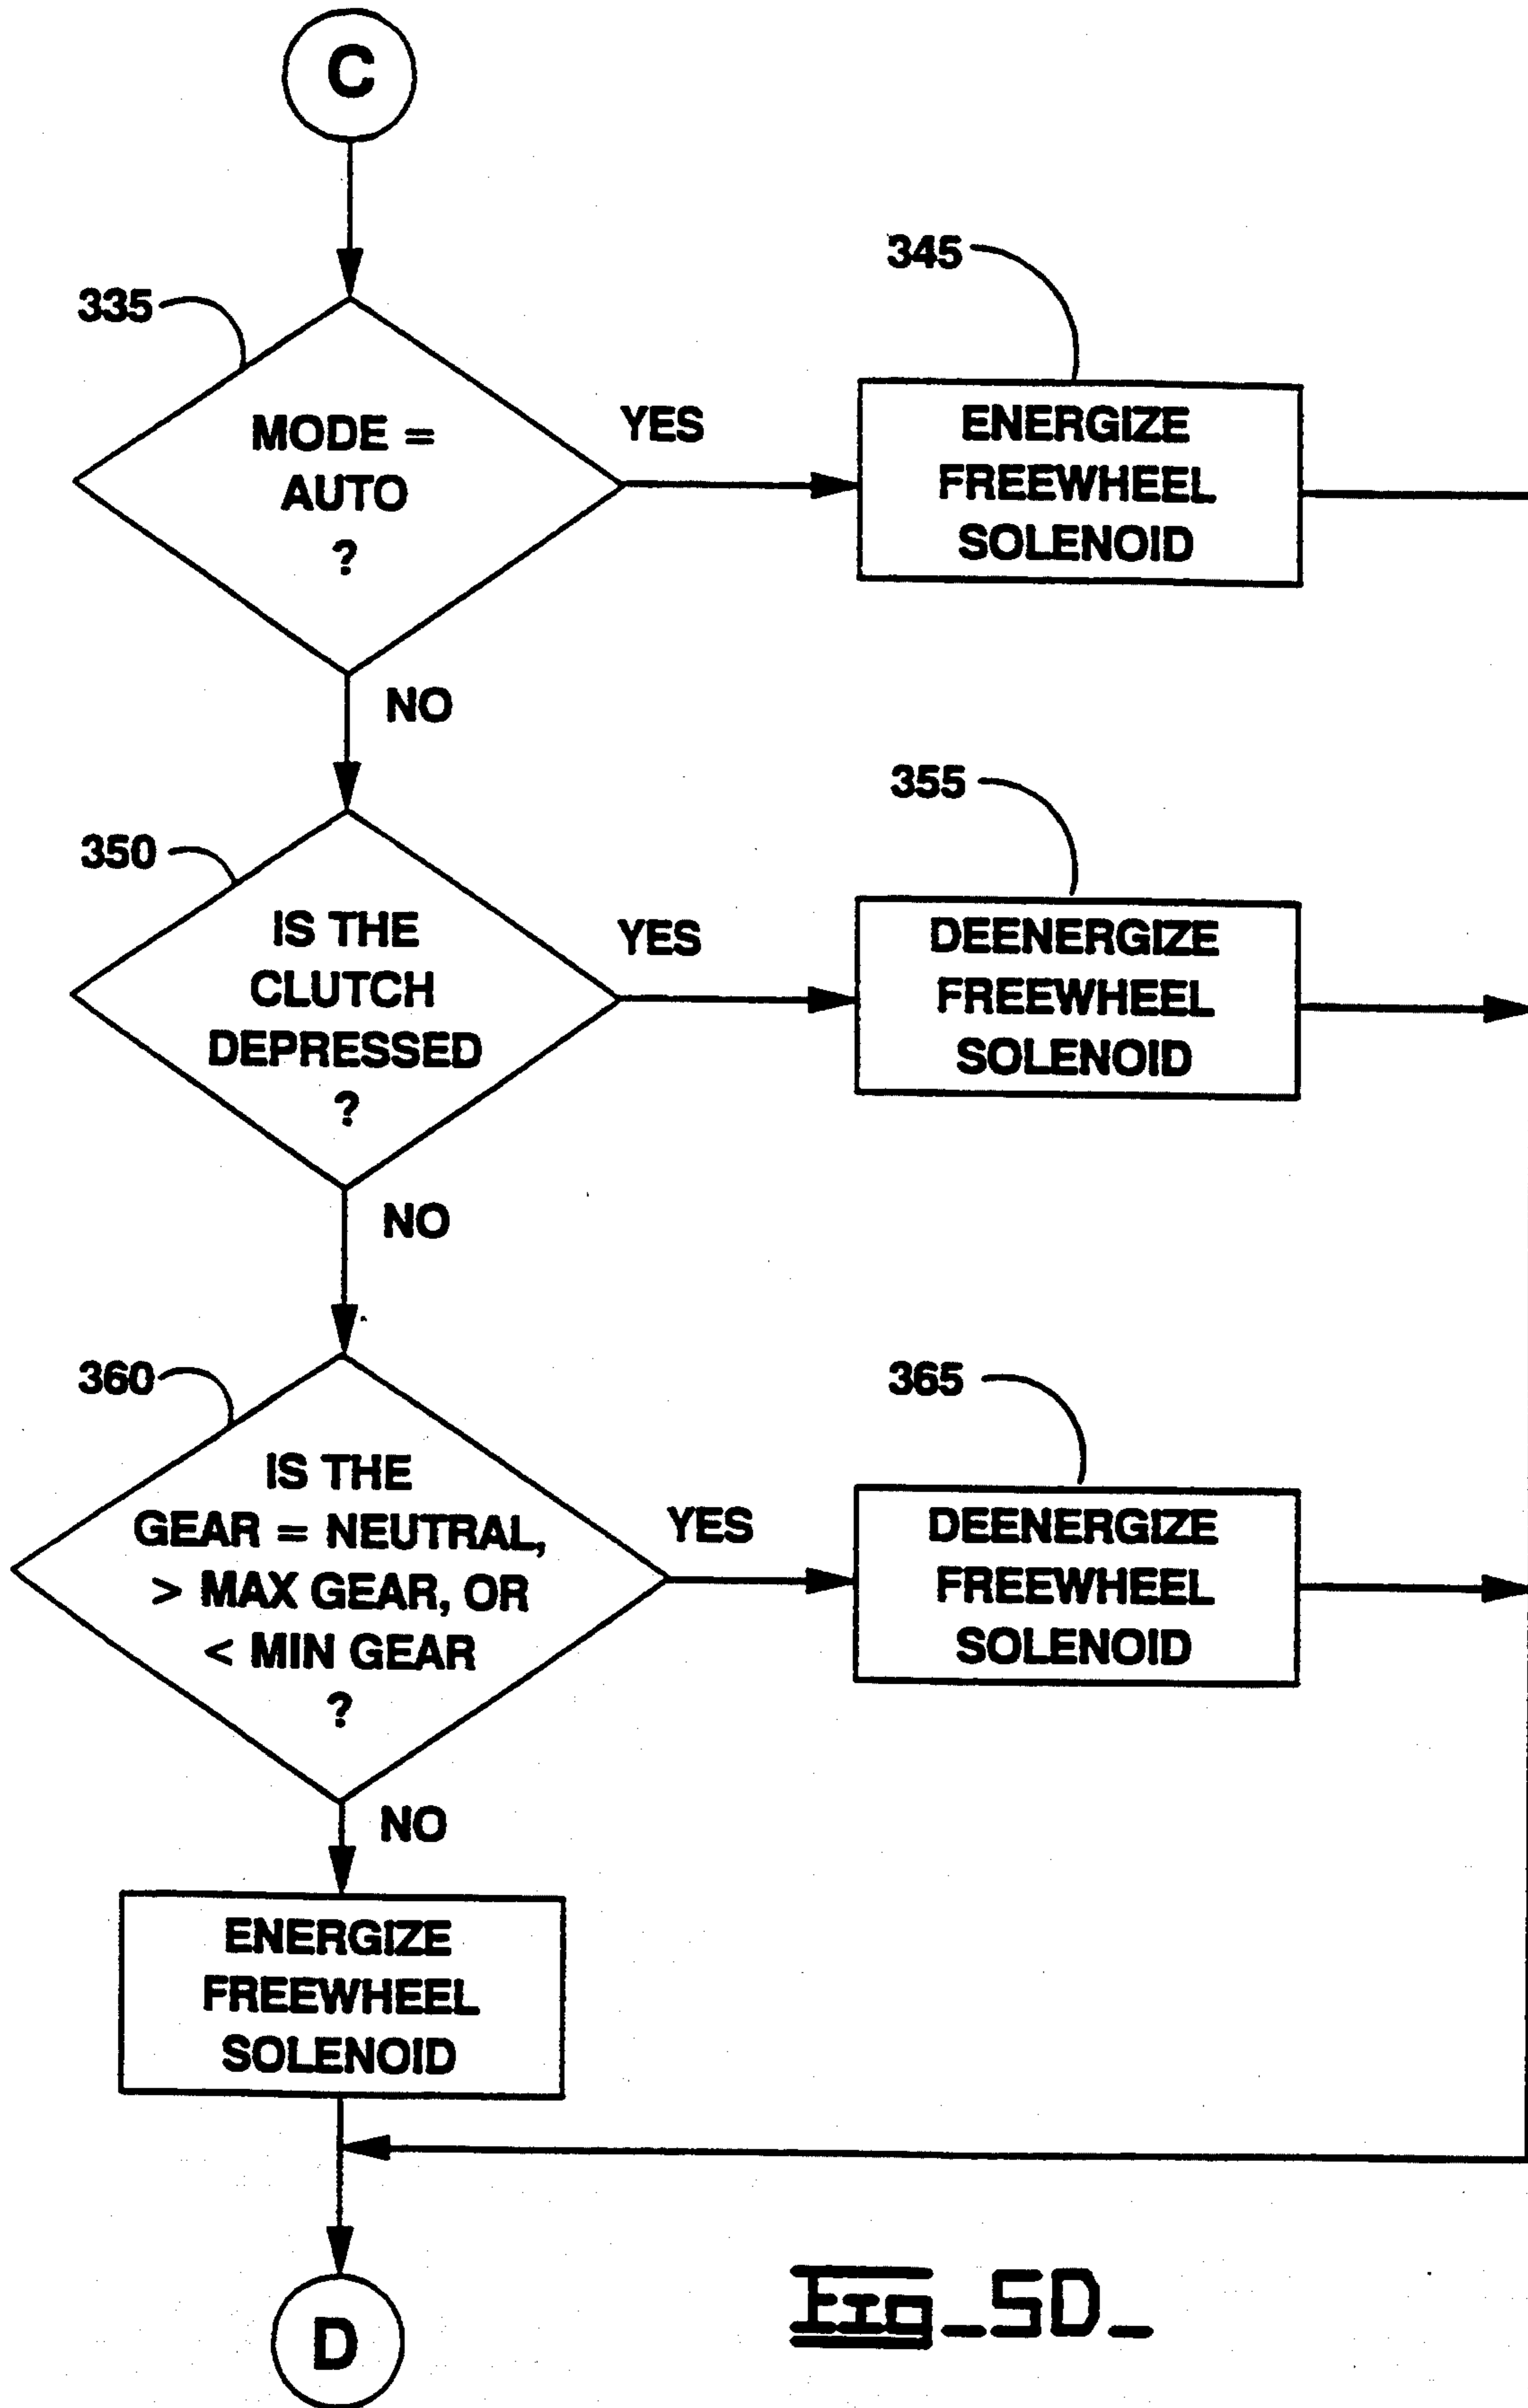 C
335
MODE =
AUTO
?
YES
345
ENERGIZE
FREEWHEEL
SOLENOID
NO
350
IS THE
CLUTCH
DEPRESSED
?
YES
355
DEENERGIZE
FREEWHEEL
SOLENOID
NO
360
IS THE
GEAR = NEUTRAL,
> MAX GEAR, OR
< MIN GEAR
?
YES
365
DEENERGIZE
FREEWHEEL
SOLENOID
NO
ENERGIZE
FREEWHEEL
SOLENOID
D
Fig_5D_